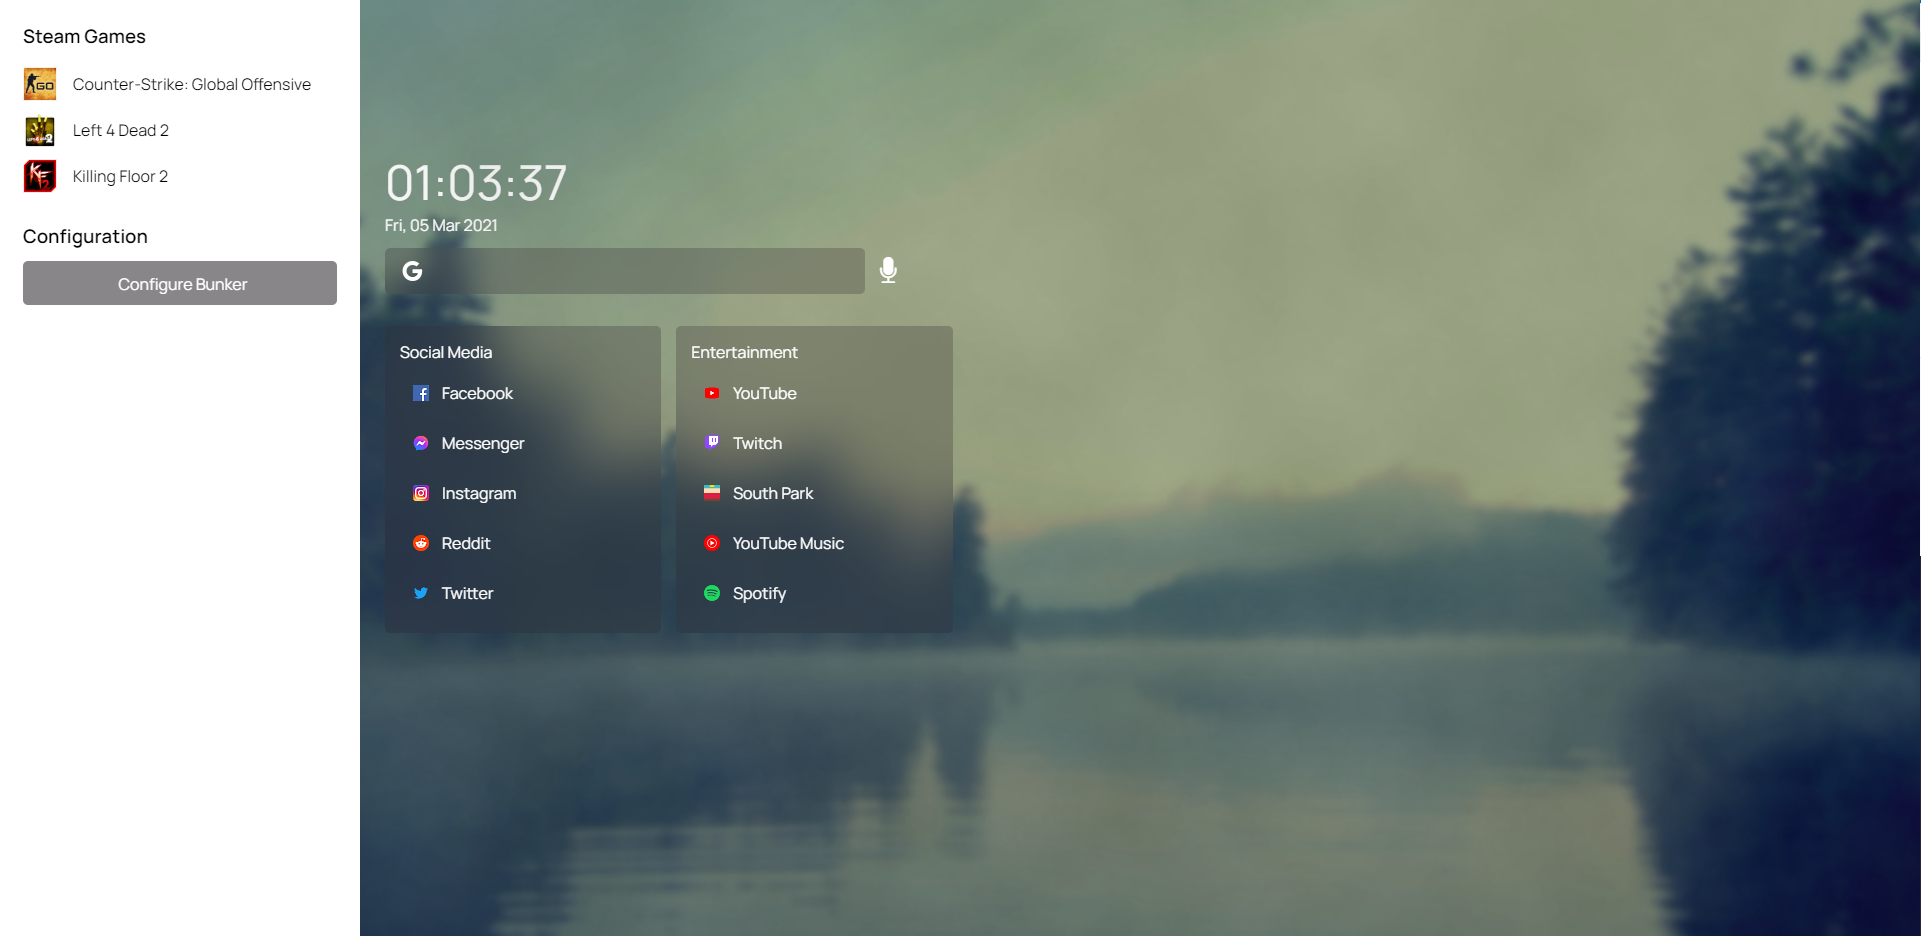 Steam Games
Counter-Strike: Global Offensive
Left 4 Dead 2
Killing Floor 2
Configuration
Configure Bunker
01:03:37
Fri, 05 Mar 2021
Social Media
Facebook
Messenger
Instagram
Reddit
Twitter
Entertainment
YouTube
Twitch
South Park
YouTube Music
Spotify